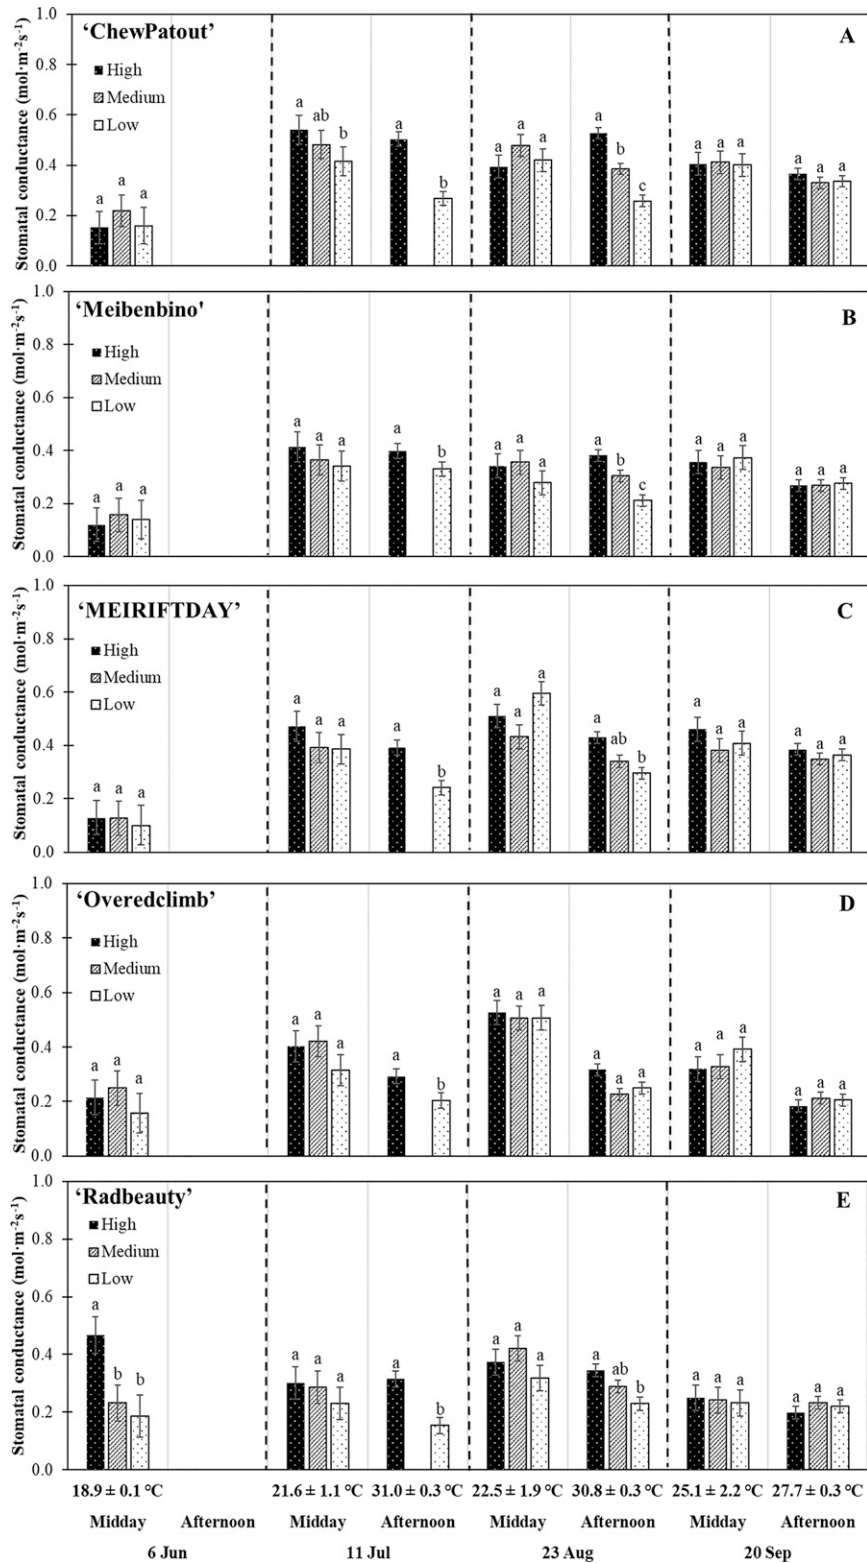 ‘ChewPatout’
A
High
Medium
Low
Stomatal conductance (mol·m⁻²s⁻¹)
1.0
0.8
0.6
0.4
0.2
0.0
a a a
a ab b
a b
a a a
a b c
a a a
a a a
‘Meibenbino'
B
High
Medium
Low
Stomatal conductance (mol·m⁻²s⁻¹)
1.0
0.8
0.6
0.4
0.2
0.0
a a a
a a a
a b
a a a
a b c
a a a
a a a
‘MEIRIFTDAY’
C
High
Medium
Low
Stomatal conductance (mol·m⁻²s⁻¹)
1.0
0.8
0.6
0.4
0.2
0.0
a a a
a a a
a b
a a a
a ab b
a a a
a a a
‘Overedclimb’
D
High
Medium
Low
Stomatal conductance (mol·m⁻²s⁻¹)
1.0
0.8
0.6
0.4
0.2
0.0
a a a
a a a
a b
a a a
a a a
a a a
a a a
‘Radbeauty’
E
High
Medium
Low
Stomatal conductance (mol·m⁻²s⁻¹)
1.0
0.8
0.6
0.4
0.2
0.0
a b b
a a a
a b
a a a
a ab b
a a a
a a a
18.9 ± 0.1 °C 21.6 ± 1.1 °C 31.0 ± 0.3 °C 22.5 ± 1.9 °C 30.8 ± 0.3 °C 25.1 ± 2.2 °C 27.7 ± 0.3 °C
Midday Afternoon Midday Afternoon Midday Afternoon Midday Afternoon
6 Jun 11 Jul 23 Aug 20 Sep